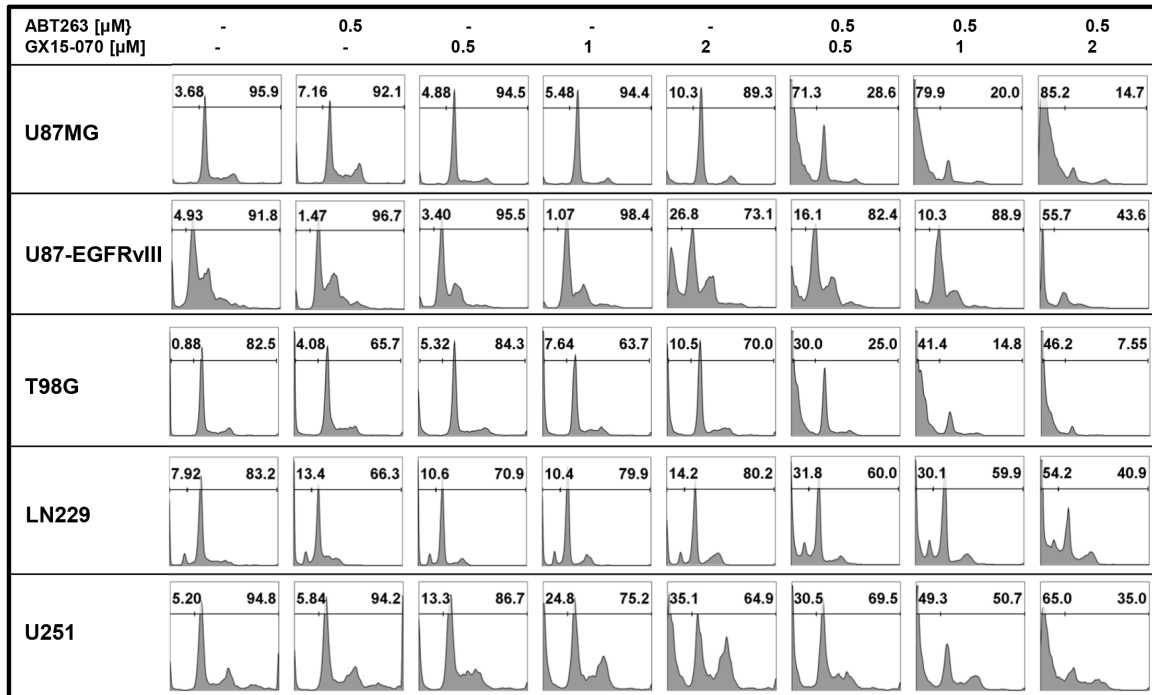 ABT263 [µM} - 0.5 - - - 0.5 0.5 0.5
GX15-070 [µM] - - 0.5 1 2 0.5 1 2
3.68 95.9 7.16 92.1 4.88 94.5 5.48 94.4 10.3 89.3 71.3 28.6 79.9 20.0 85.2 14.7
U87MG
4.93 91.8 1.47 96.7 3.40 95.5 1.07 98.4 26.8 73.1 16.1 82.4 10.3 88.9 55.7 43.6
U87-EGFRvIII
0.88 82.5 4.08 65.7 5.32 84.3 7.64 63.7 10.5 70.0 30.0 25.0 41.4 14.8 46.2 7.55
T98G
7.92 83.2 13.4 66.3 10.6 70.9 10.4 79.9 14.2 80.2 31.8 60.0 30.1 59.9 54.2 40.9
LN229
5.20 94.8 5.84 94.2 13.3 86.7 24.8 75.2 35.1 64.9 30.5 69.5 49.3 50.7 65.0 35.0
U251